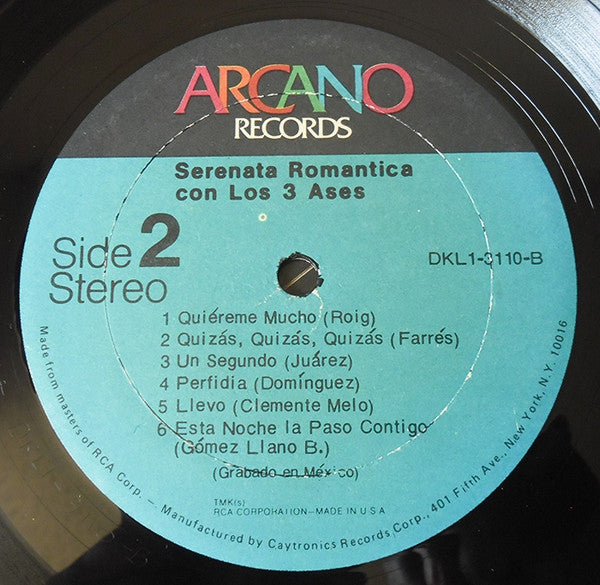 ARCANO
RECORDS
Serenata Romantica
con Los 3 Ases
Side 2
Stereo
DKL1-3110-B
1 Quiéreme Mucho (Roig)
2 Quizás, Quizás, Quizás (Farrés)
3 Un Segundo (Juárez)
4 Perfidia (Domínguez)
5 Llevo (Clemente Melo)
6 Esta Noche la Paso Contigo
(Gómez Llano B.)
(Grabado en México)
TMK(s)
RCA CORPORATION—MADE IN U S A
Made from masters of RCA Corp. — Manufactured by Caytronics Records Corp., 401 Fifth Ave., New York, N.Y. 10016